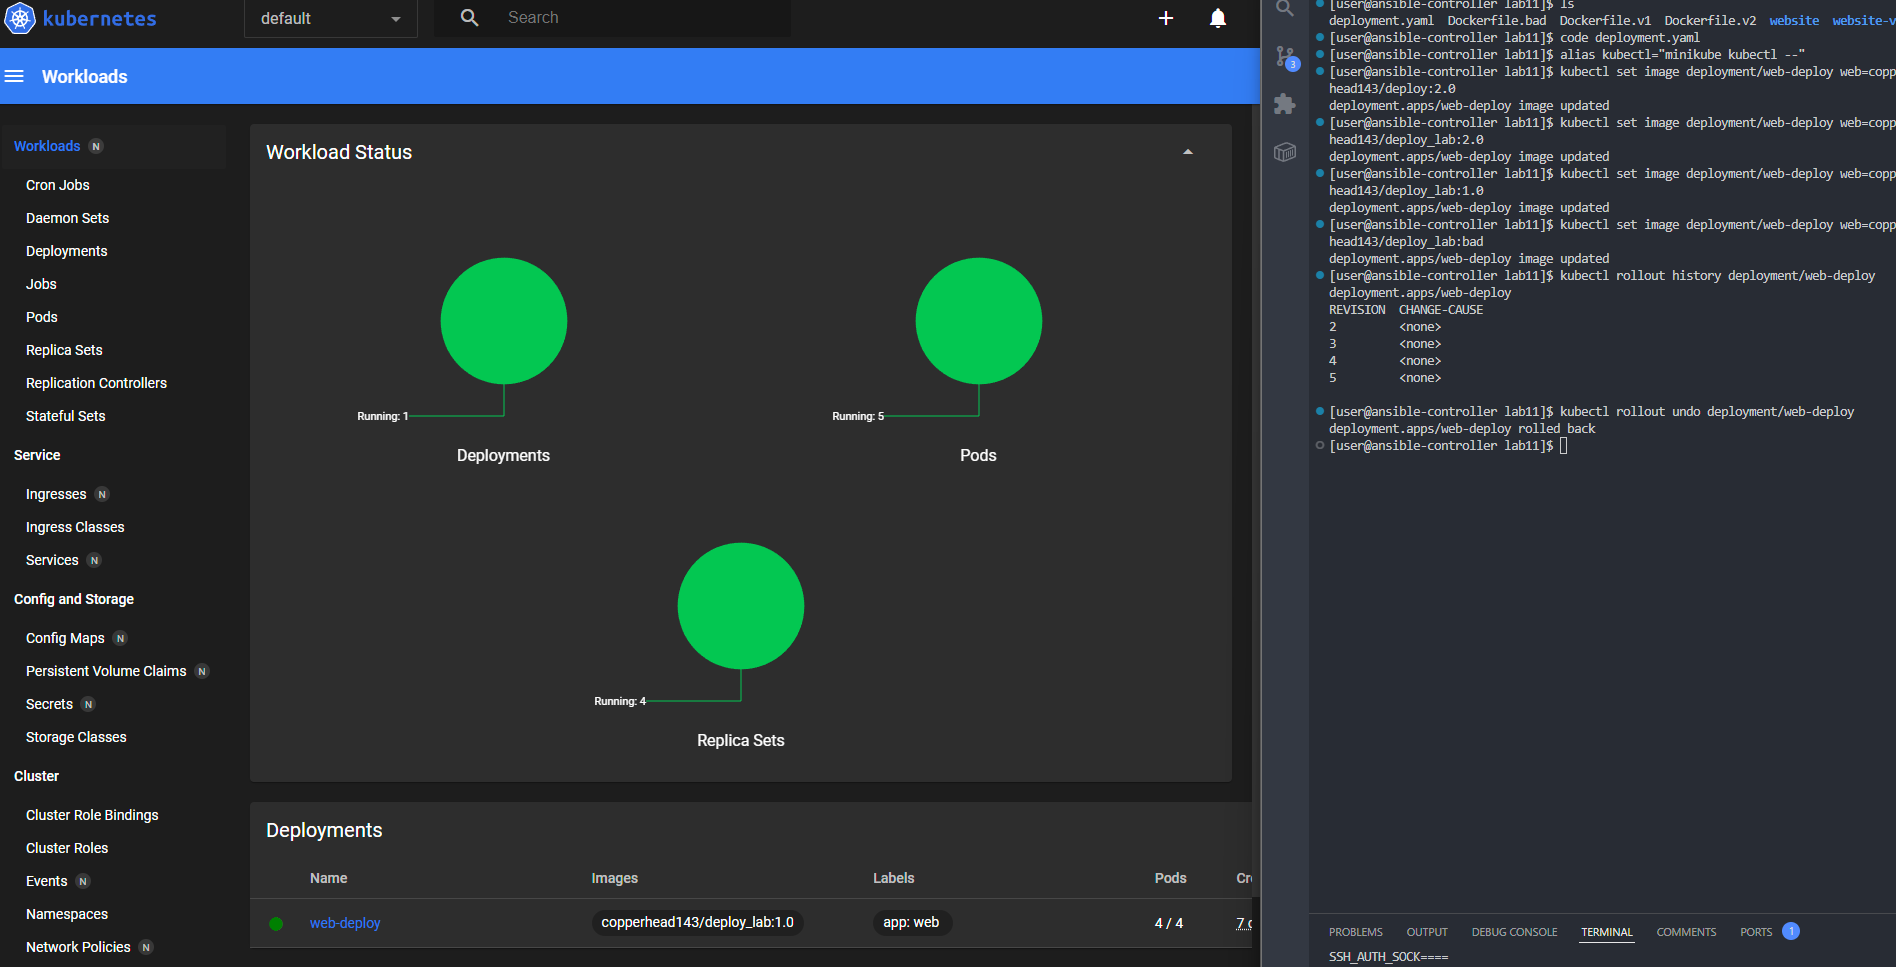 kubernetes
default
Search
Workloads
Workloads N
Cron Jobs
Daemon Sets
Deployments
Jobs
Pods
Replica Sets
Replication Controllers
Stateful Sets
Service
Ingresses N
Ingress Classes
Services N
Config and Storage
Config Maps N
Persistent Volume Claims N
Secrets N
Storage Classes
Cluster
Cluster Role Bindings
Cluster Roles
Events N
Namespaces
Network Policies N
Workload Status
Running: 1
Deployments
Running: 5
Pods
Running: 4
Replica Sets
Deployments
Name Images Labels Pods Cr
web-deploy copperhead143/deploy_lab:1.0 app: web 4 / 4 7
3
[user@ansible-controller lab11]$ ls
deployment.yaml Dockerfile.bad Dockerfile.v1 Dockerfile.v2 website website-v
[user@ansible-controller lab11]$ code deployment.yaml
[user@ansible-controller lab11]$ alias kubectl="minikube kubectl --"
[user@ansible-controller lab11]$ kubectl set image deployment/web-deploy web=copp
head143/deploy:2.0
deployment.apps/web-deploy image updated
[user@ansible-controller lab11]$ kubectl set image deployment/web-deploy web=copp
head143/deploy_lab:2.0
deployment.apps/web-deploy image updated
[user@ansible-controller lab11]$ kubectl set image deployment/web-deploy web=copp
head143/deploy_lab:1.0
deployment.apps/web-deploy image updated
[user@ansible-controller lab11]$ kubectl set image deployment/web-deploy web=copp
head143/deploy_lab:bad
deployment.apps/web-deploy image updated
[user@ansible-controller lab11]$ kubectl rollout history deployment/web-deploy
deployment.apps/web-deploy
REVISION CHANGE-CAUSE
2 <none>
3 <none>
4 <none>
5 <none>
[user@ansible-controller lab11]$ kubectl rollout undo deployment/web-deploy
deployment.apps/web-deploy rolled back
[user@ansible-controller lab11]$
PROBLEMS OUTPUT DEBUG CONSOLE TERMINAL COMMENTS PORTS 1
SSH_AUTH_SOCK====